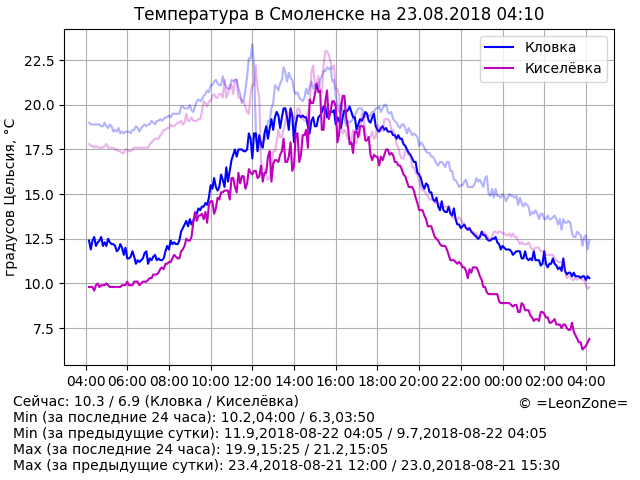 Температура в Смоленске на 23.08.2018 04:10
градусов Цельсия, °C
22.5
20.0
17.5
15.0
12.5
10.0
7.5
Кловка
Киселёвка
04:00 06:00 08:00 10:00 12:00 14:00 16:00 18:00 20:00 22:00 00:00 02:00 04:00
© =LeonZone=
Сейчас: 10.3 / 6.9 (Кловка / Киселёвка)
Min (за последние 24 часа): 10.2,04:00 / 6.3,03:50
Min (за предыдущие сутки): 11.9,2018-08-22 04:05 / 9.7,2018-08-22 04:05
Max (за последние 24 часа): 19.9,15:25 / 21.2,15:05
Max (за предыдущие сутки): 23.4,2018-08-21 12:00 / 23.0,2018-08-21 15:30